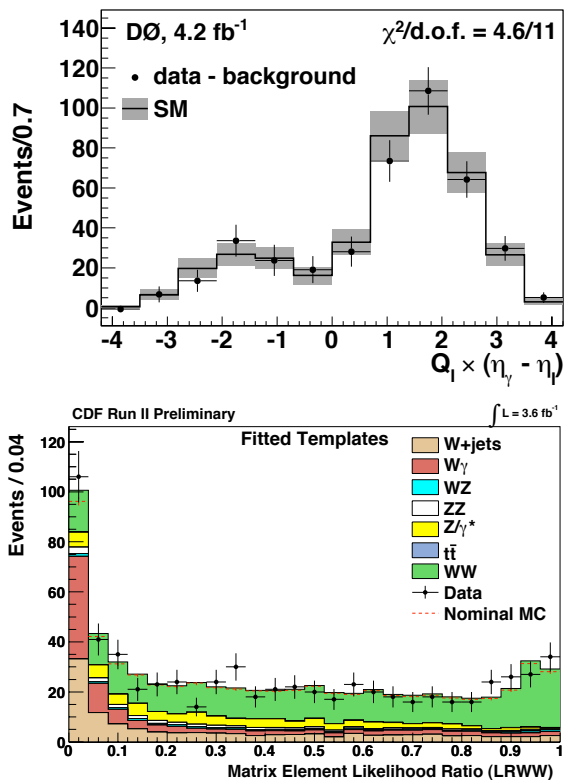 DØ, 4.2 fb⁻¹ χ²/d.o.f. = 4.6/11
data - background
SM
Events/0.7
140
120
100
80
60
40
20
0
-4 -3 -2 -1 0 1 2 3 4
Q_l × (η_γ - η_l)
CDF Run II Preliminary ∫ L = 3.6 fb⁻¹
Fitted Templates
W+jets
Wγ
WZ
ZZ
Z/γ*
tt̄
WW
Data
Nominal MC
Events / 0.04
120
100
80
60
40
20
0
0 0.1 0.2 0.3 0.4 0.5 0.6 0.7 0.8 0.9 1
Matrix Element Likelihood Ratio (LRWW)